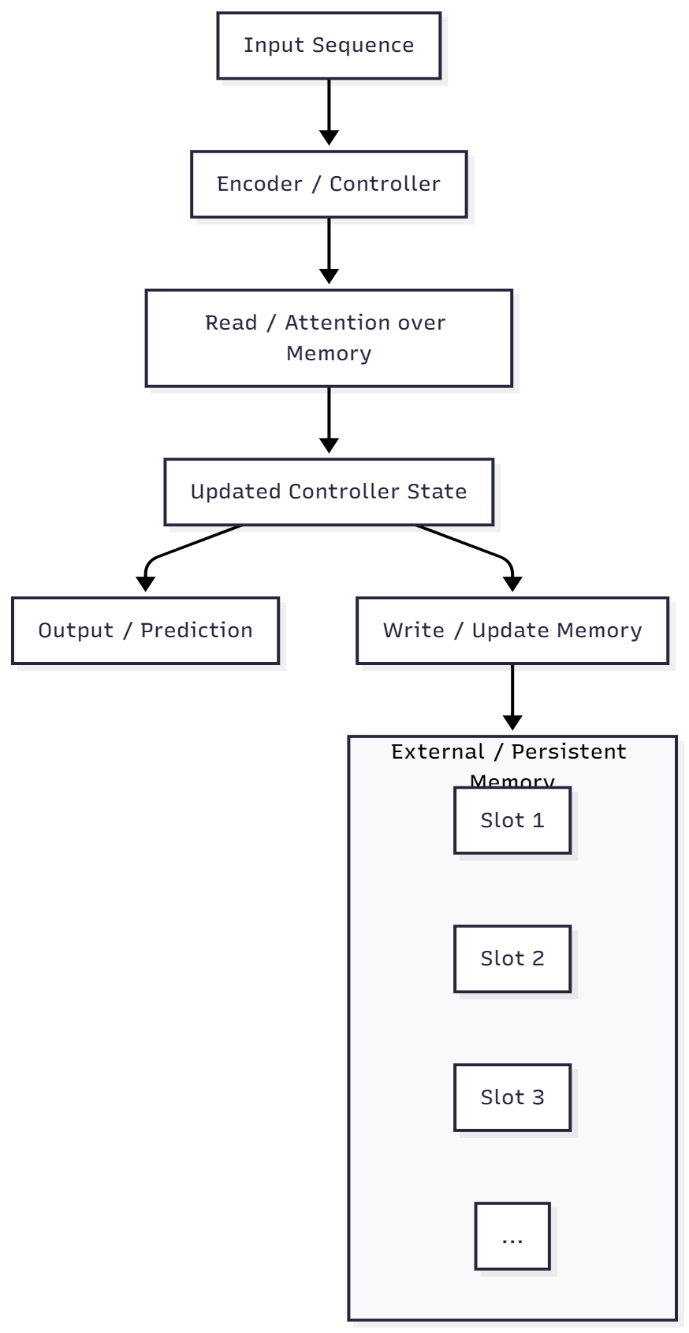 Input Sequence
Encoder / Controller
Read / Attention over
Memory
Updated Controller State
Output / Prediction
Write / Update Memory
External / Persistent
Memory
Slot 1
Slot 2
Slot 3
...